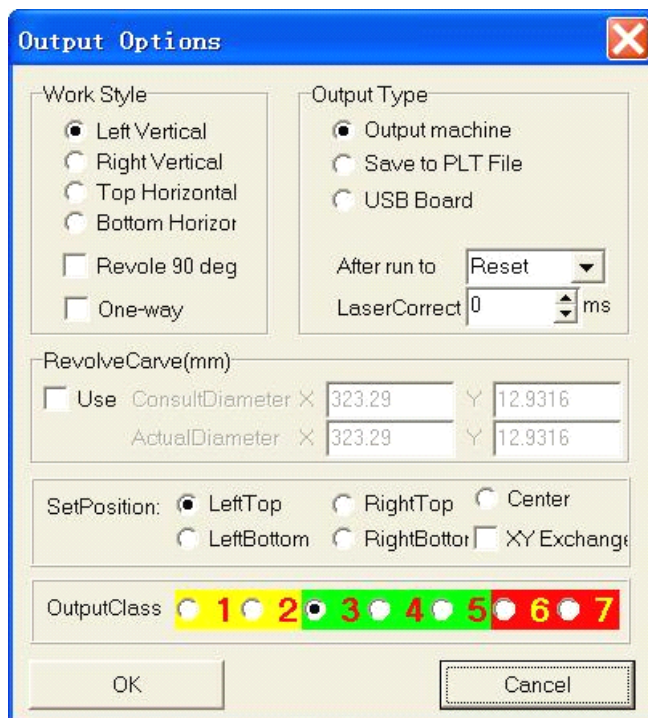 Output Options
Work Style
Left Vertical
Right Vertical
Top Horizontal
Bottom Horizor
Revole 90 deg
One-way
Output Type
Output machine
Save to PLT File
USB Board
After run to Reset
LaserCorrect 0 ms
RevolveCarve(mm)
Use ConsultDiameter X 323.29 Y 12.9316
ActualDiameter X 323.29 Y 12.9316
SetPosition: LeftTop RightTop Center
LeftBottom RightBottor XY Exchange
OutputClass 1 2 3 4 5 6 7
OK Cancel